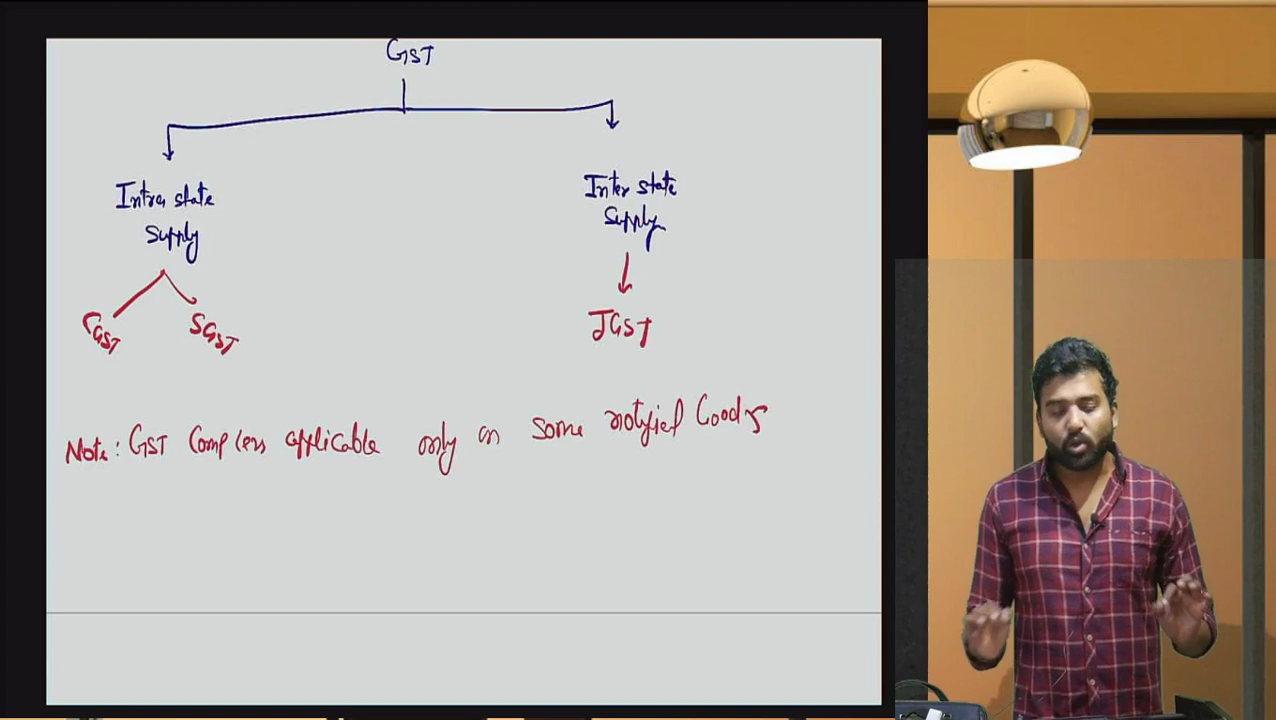 GST
Intra state
Supply
Inter state
Supply
CGST
SGST
IGST
Note: GST Comp Cess applicable only on some notified Goods